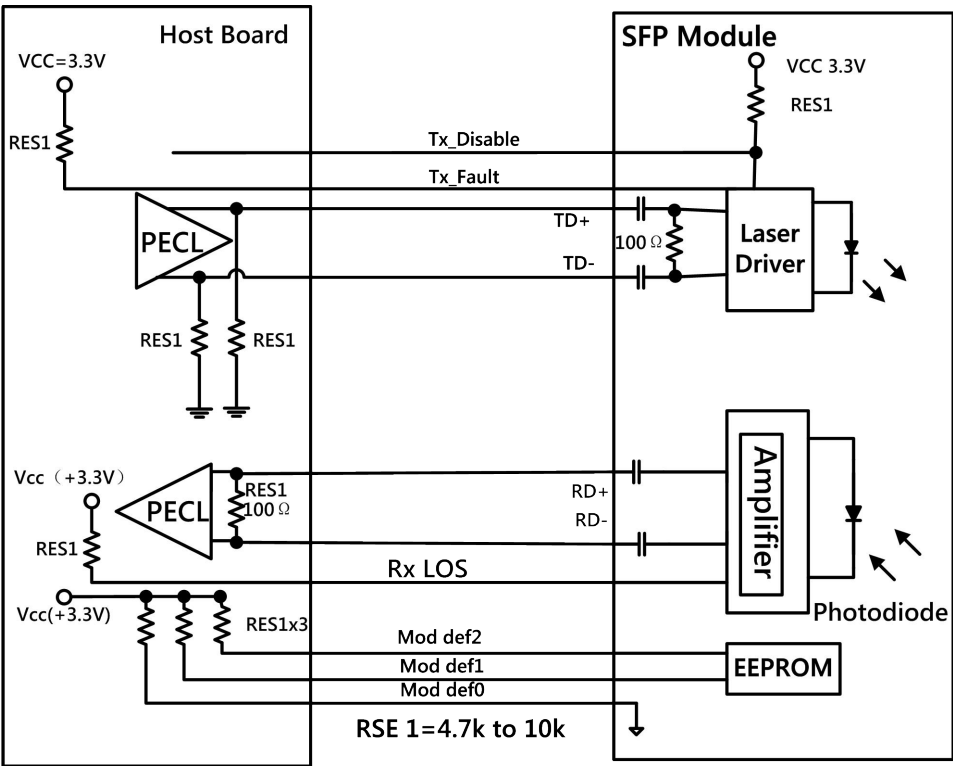 Host Board
SFP Module
VCC=3.3V
VCC 3.3V
RES1
RES1
Tx_Disable
Tx_Fault
PECL
TD+
100Ω
TD-
Laser
Driver
RES1
RES1
Vcc（+3.3V）
PECL
RES1
100Ω
RD+
RD-
Amplifier
RES1
Rx LOS
Photodiode
Vcc(+3.3V)
RES1x3
Mod def2
Mod def1
Mod def0
EEPROM
RSE 1=4.7k to 10k